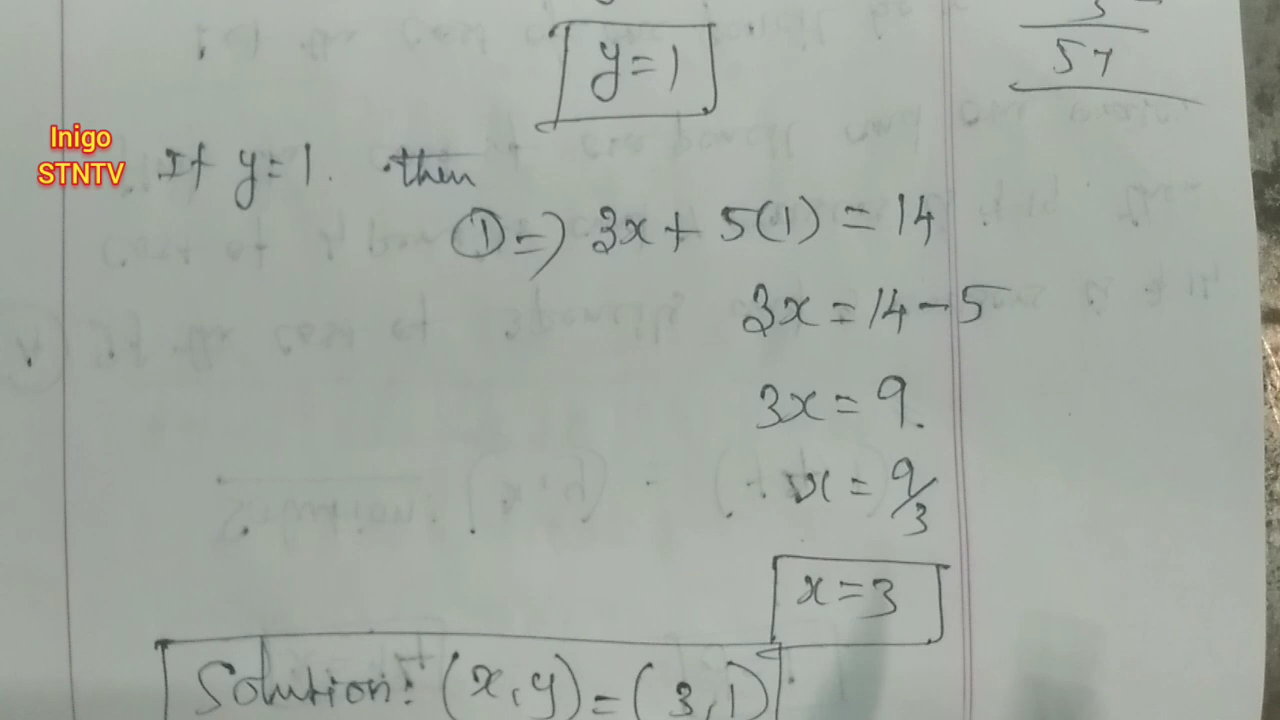 y=1
57
Inigo
STNTV
If y=1. then
① => 3x + 5(1) = 14
3x = 14 - 5
3x = 9.
x = 9/3
x = 3
Solution: (x, y) = (3, 1)